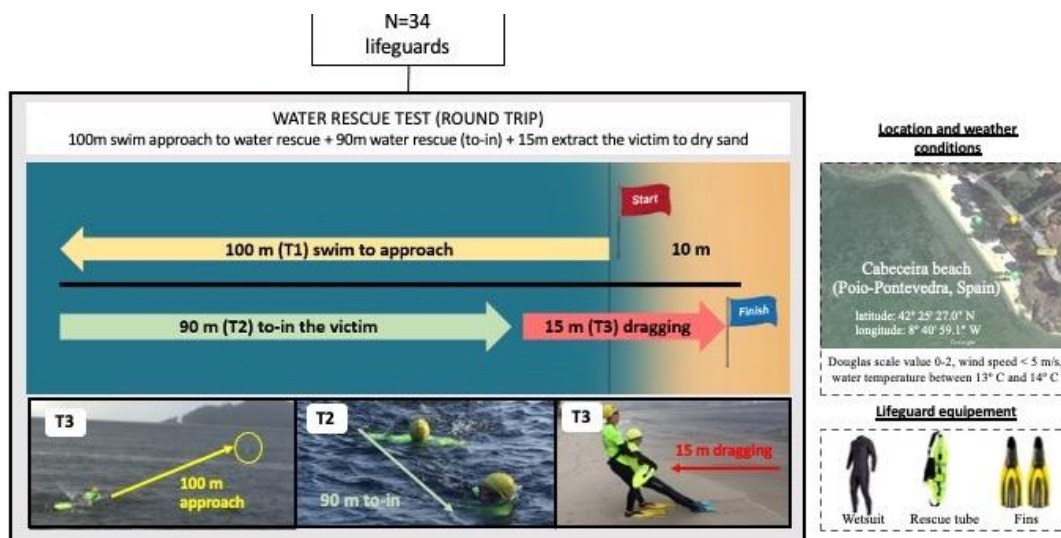 N=34
lifeguards
WATER RESCUE TEST (ROUND TRIP)
100m swim approach to water rescue + 90m water rescue (to-in) + 15m extract the victim to dry sand
Start
100 m (T1) swim to approach
10 m
90 m (T2) to-in the victim
15 m (T3) dragging
Finish
T3
100 m
approach
T2
90 m to-in
T3
15 m dragging
Location and weather
conditions
Cabeceira beach
(Poio-Pontevedra, Spain)
latitude: 42° 25' 27.0" N
longitude: 8° 40' 59.1" W
Douglas scale value 0-2, wind speed < 5 m/s,
water temperature between 13° C and 14° C
Lifeguard equipement
Wetsuit
Rescue tube
Fins